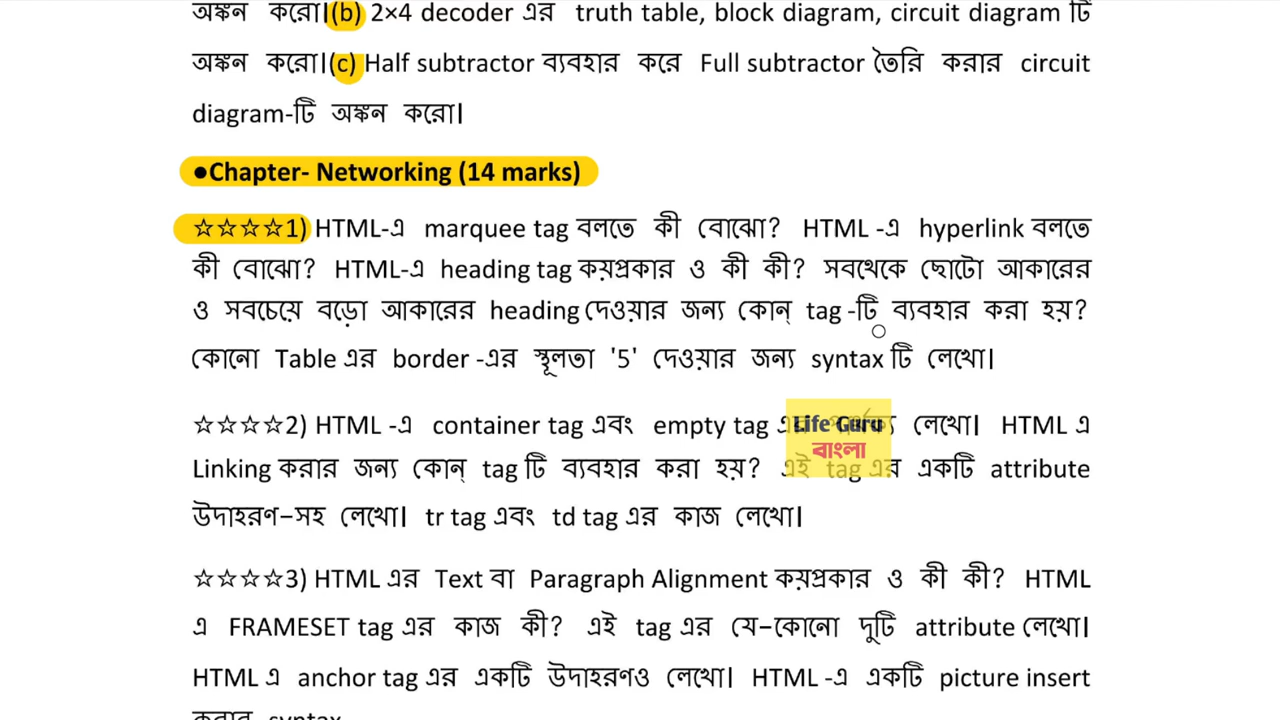 অঙ্কন করো।(b) 2×4 decoder এর truth table, block diagram, circuit diagram টি
অঙ্কন করো।(c) Half subtractor ব্যবহার করে Full subtractor তৈরি করার circuit
diagram-টি অঙ্কন করো।
●Chapter- Networking (14 marks)
☆☆☆☆1) HTML-এ marquee tag বলতে কী বোঝো? HTML -এ hyperlink বলতে
কী বোঝো? HTML-এ heading tag কয়প্রকার ও কী কী? সবথেকে ছোটো আকারের
ও সবচেয়ে বড়ো আকারের heading দেওয়ার জন্য কোন্ tag -টি ব্যবহার করা হয়?
কোনো Table এর border -এর স্থূলতা '5' দেওয়ার জন্য syntax টি লেখো।
☆☆☆☆2) HTML -এ container tag এবং empty tag এর লেখো। HTML এ
Life Guru
বাংলা
Linking করার জন্য কোন্ tag টি ব্যবহার করা হয়? এই tag এর একটি attribute
উদাহরণ-সহ লেখো। tr tag এবং td tag এর কাজ লেখো।
☆☆☆☆3) HTML এর Text বা Paragraph Alignment কয়প্রকার ও কী কী? HTML
এ FRAMESET tag এর কাজ কী? এই tag এর যে-কোনো দুটি attribute লেখো।
HTML এ anchor tag এর একটি উদাহরণও লেখো। HTML -এ একটি picture insert
করার syntax